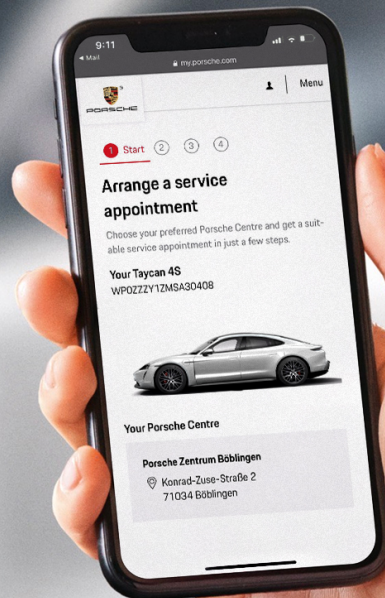 9:11
Mail
my.porsche.com
PORSCHE
Menu
1 Start 2 3 4
Arrange a service
appointment
Choose your preferred Porsche Centre and get a suit-
able service appointment in just a few steps.
Your Taycan 4S
WP0ZZZY1ZMSA30408
Your Porsche Centre
Porsche Zentrum Böblingen
Konrad-Zuse-Straße 2
71034 Böblingen